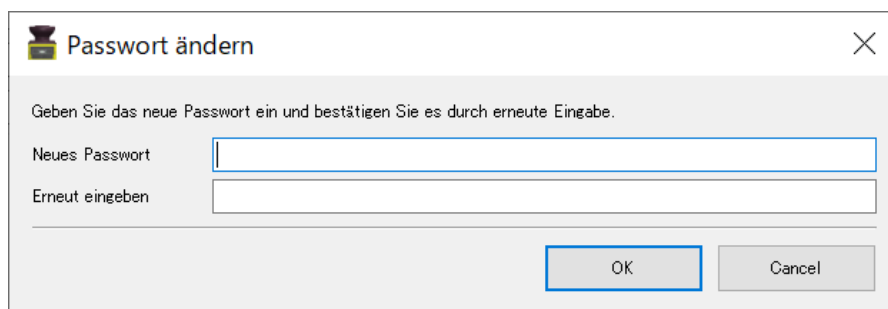 Passwort ändern
Geben Sie das neue Passwort ein und bestätigen Sie es durch erneute Eingabe.
Neues Passwort
Erneut eingeben
OK
Cancel